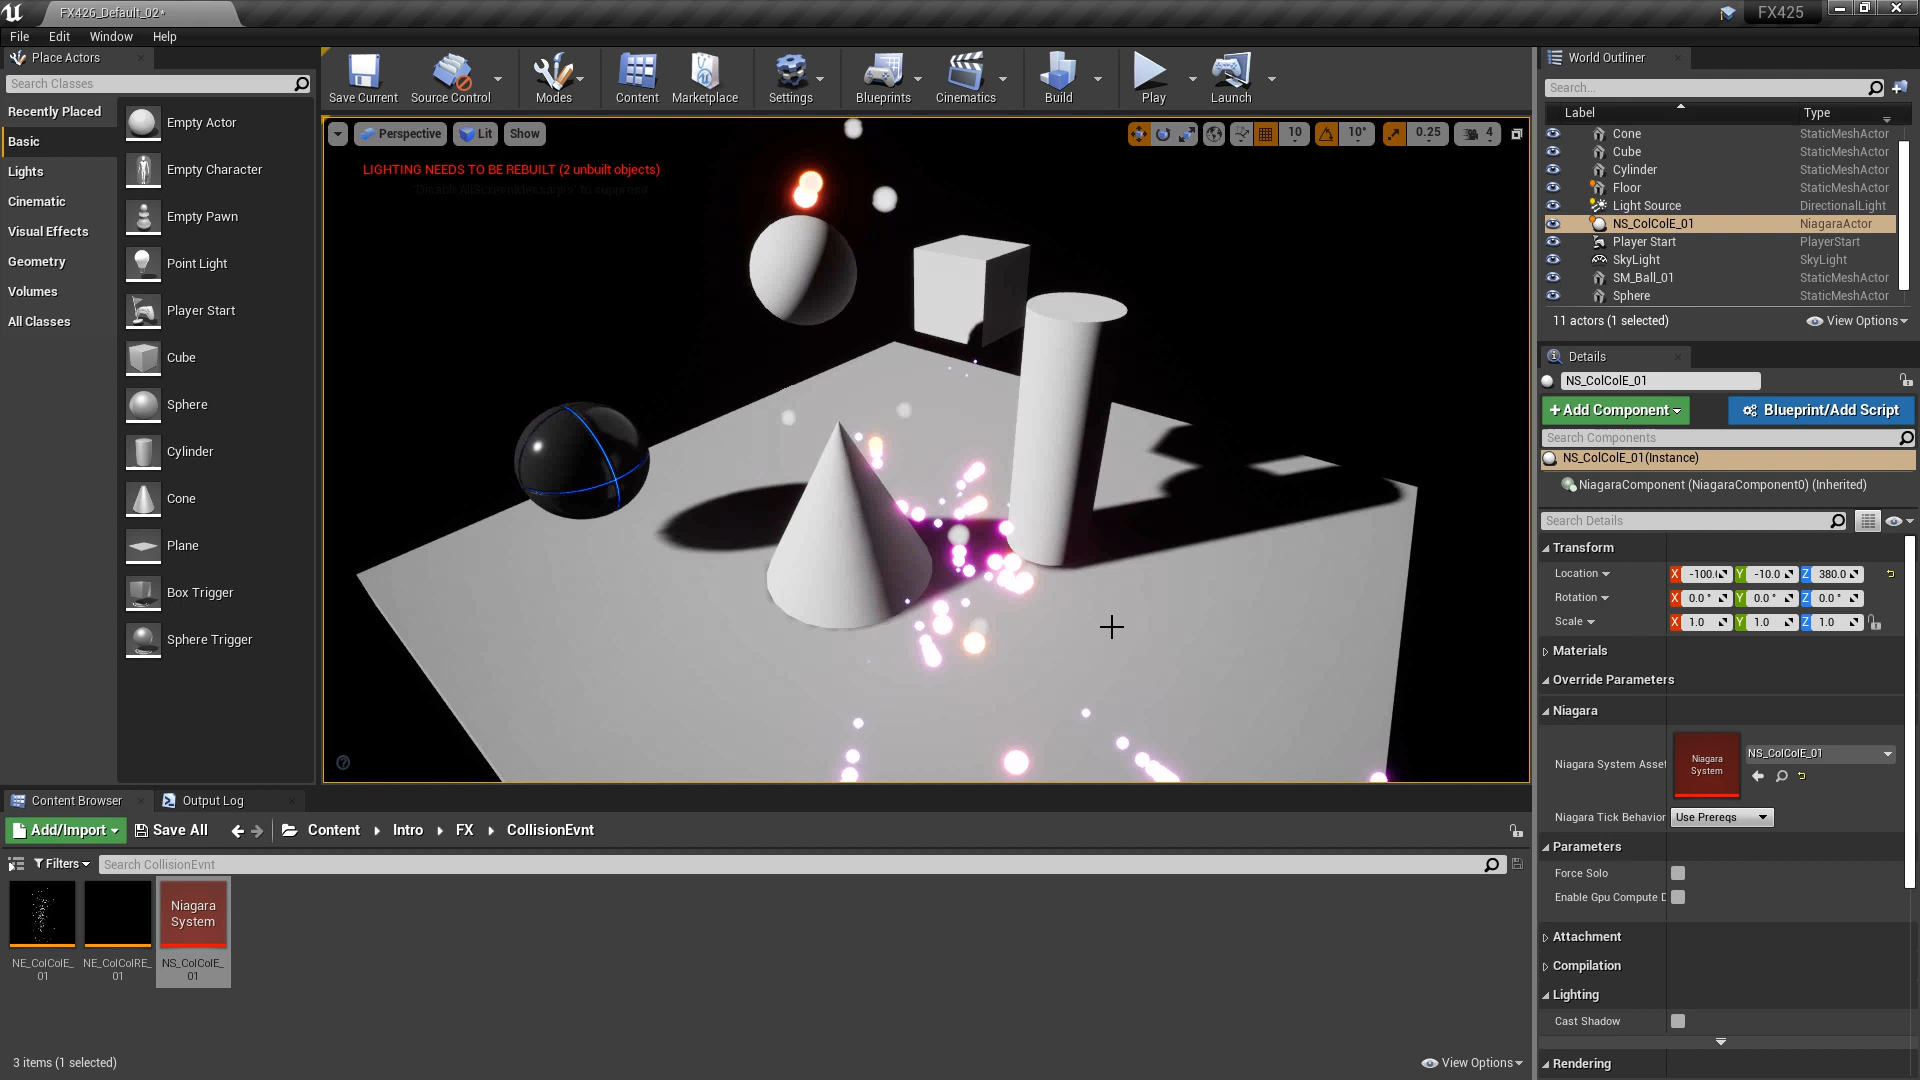 FX426_Default_02*
FX425
File Edit Window Help
Place Actors
Search Classes
Recently Placed
Basic
Lights
Cinematic
Visual Effects
Geometry
Volumes
All Classes
Empty Actor
Empty Character
Empty Pawn
Point Light
Player Start
Cube
Sphere
Cylinder
Cone
Plane
Box Trigger
Sphere Trigger
Save Current Source Control Modes Content Marketplace Settings Blueprints Cinematics Build Play Launch
Perspective Lit Show
10 10° 0.25 4
LIGHTING NEEDS TO BE REBUILT (2 unbuilt objects)
'DisableAllScreenMessages' to suppress
World Outliner
Search...
Label Type
Cone StaticMeshActor
Cube StaticMeshActor
Cylinder StaticMeshActor
Floor StaticMeshActor
Light Source DirectionalLight
NS_ColColE_01 NiagaraActor
Player Start PlayerStart
SkyLight SkyLight
SM_Ball_01 StaticMeshActor
Sphere StaticMeshActor
11 actors (1 selected) View Options
Details
NS_ColColE_01
+Add Component Blueprint/Add Script
Search Components
NS_ColColE_01(Instance)
NiagaraComponent (NiagaraComponent0) (Inherited)
Search Details
Transform
Location X -100.( Y -10.0 Z 380.0
Rotation X 0.0 ° Y 0.0 ° Z 0.0 °
Scale X 1.0 Y 1.0 Z 1.0
Materials
Override Parameters
Niagara
Niagara System Asset
Niagara
System
NS_ColColE_01
Niagara Tick Behavior Use Prereqs
Parameters
Force Solo
Enable Gpu Compute D
Attachment
Compilation
Lighting
Cast Shadow
Rendering
Content Browser Output Log
Add/Import Save All Content Intro FX CollisionEvnt
Filters Search CollisionEvnt
Niagara
System
NE_ColColE_
01
NE_ColColRE_
01
NS_ColColE_
01
3 items (1 selected) View Options